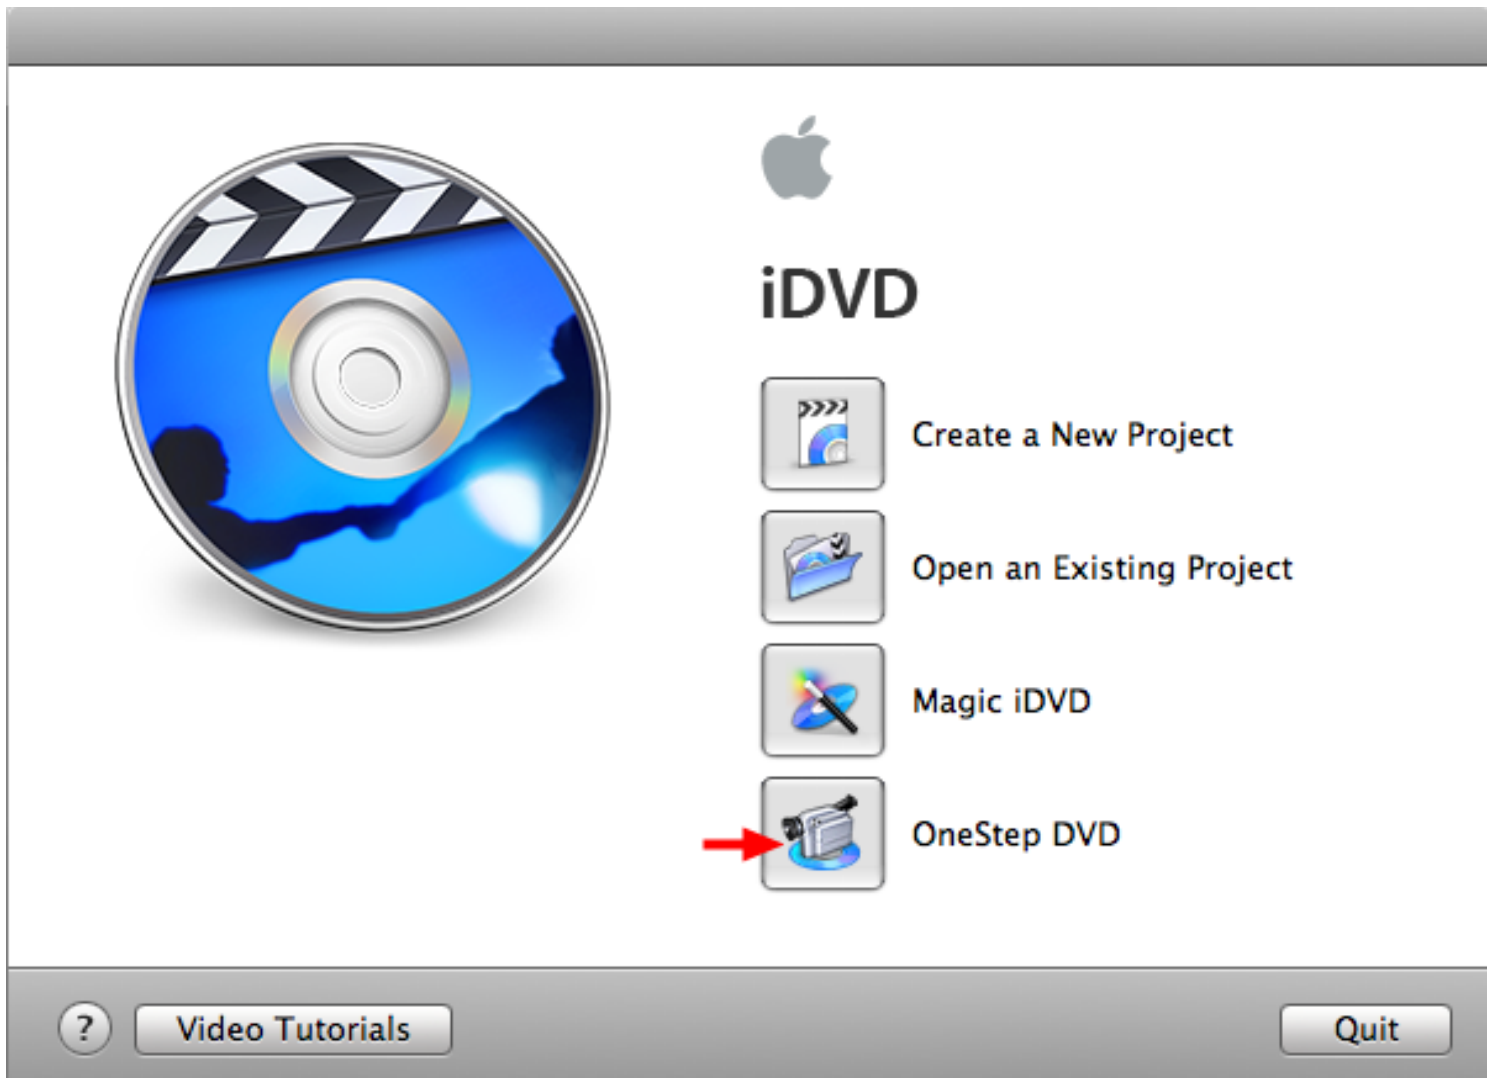 iDVD
Create a New Project
Open an Existing Project
Magic iDVD
OneStep DVD
? Video Tutorials Quit